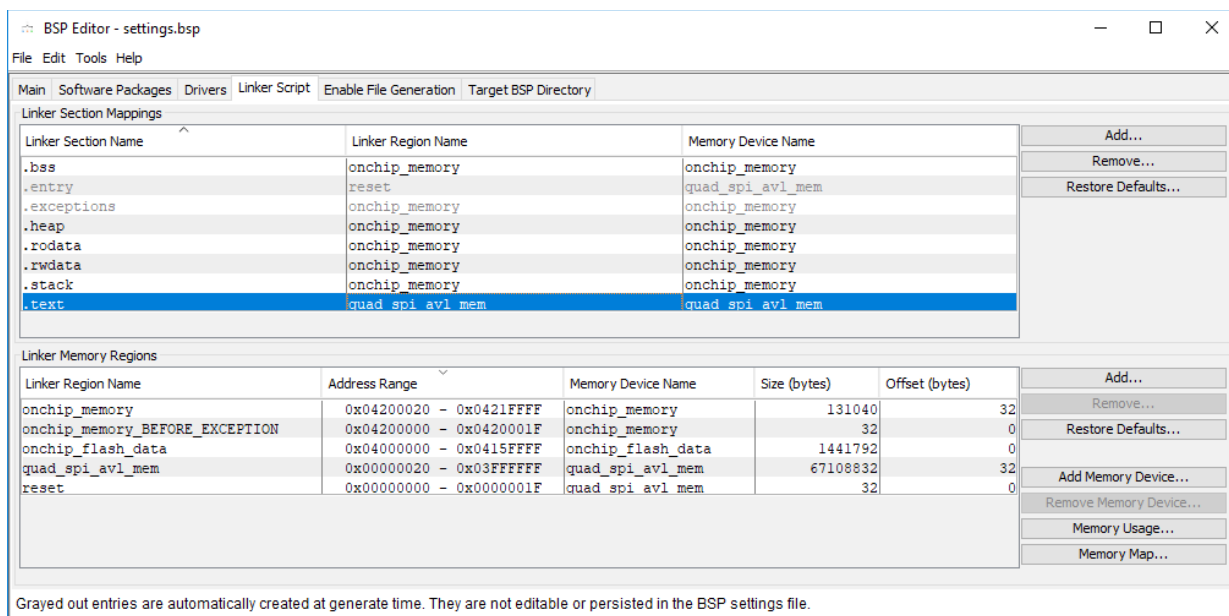 BSP Editor - settings.bsp
File Edit Tools Help
Main Software Packages Drivers Linker Script Enable File Generation Target BSP Directory
Linker Section Mappings
Linker Section Name Linker Region Name Memory Device Name Add...
.bss onchip_memory onchip_memory Remove...
.entry reset quad_spi_avl_mem Restore Defaults...
.exceptions onchip_memory onchip_memory
.heap onchip_memory onchip_memory
.rodata onchip_memory onchip_memory
.rwdata onchip_memory onchip_memory
.stack onchip_memory onchip_memory
.text quad_spi_avl_mem quad_spi_avl_mem
Linker Memory Regions
Linker Region Name Address Range Memory Device Name Size (bytes) Offset (bytes) Add...
onchip_memory 0x04200020 - 0x0421FFFF onchip_memory 131040 32 Remove...
onchip_memory_BEFORE_EXCEPTION 0x04200000 - 0x0420001F onchip_memory 32 0 Restore Defaults...
onchip_flash_data 0x04000000 - 0x0415FFFF onchip_flash_data 1441792 0
quad_spi_avl_mem 0x00000020 - 0x03FFFFFF quad_spi_avl_mem 67108832 32 Add Memory Device...
reset 0x00000000 - 0x0000001F quad_spi_avl_mem 32 0 Remove Memory Device...
Memory Usage...
Memory Map...
Grayed out entries are automatically created at generate time. They are not editable or persisted in the BSP settings file.